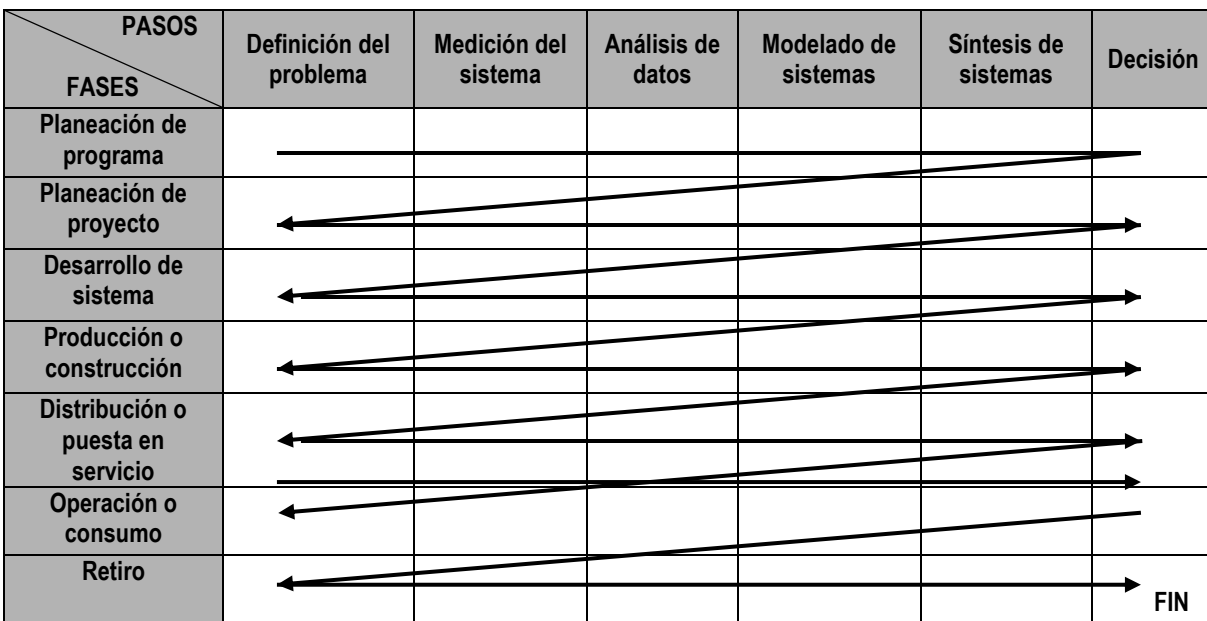 PASOS
FASES
Definición del
problema
Medición del
sistema
Análisis de
datos
Modelado de
sistemas
Síntesis de
sistemas
Decisión
Planeación de
programa
Planeación de
proyecto
Desarrollo de
sistema
Producción o
construcción
Distribución o
puesta en
servicio
Operación o
consumo
Retiro
FIN